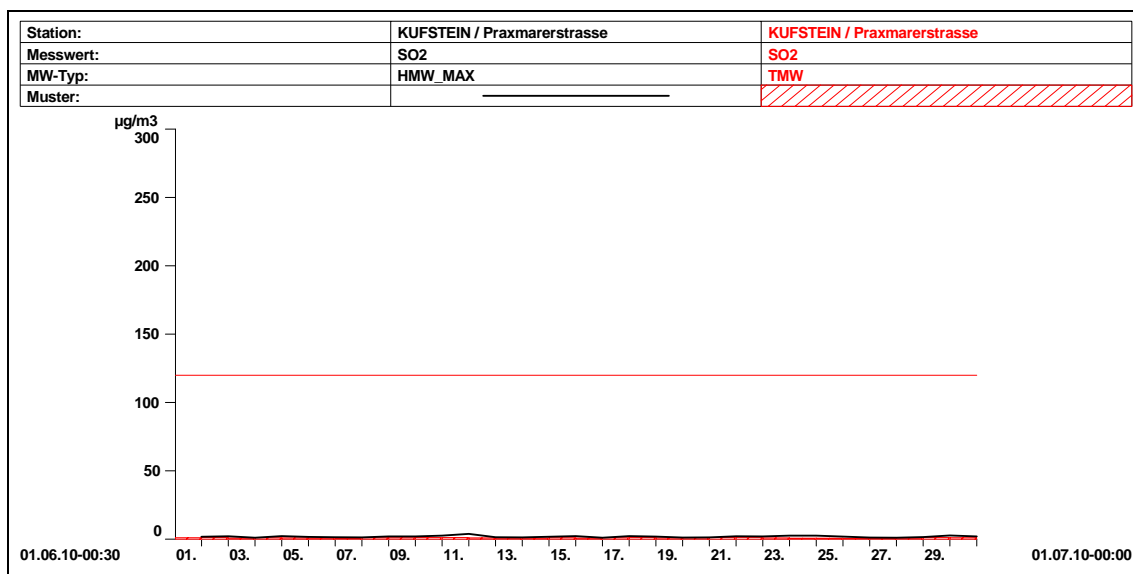 Station: KUFSTEIN / Praxmarerstrasse KUFSTEIN / Praxmarerstrasse
Messwert: SO2 SO2
MW-Typ: HMW_MAX TMW
Muster:
µg/m3
300
250
200
150
100
50
0
01.06.10-00:30 01. 03. 05. 07. 09. 11. 13. 15. 17. 19. 21. 23. 25. 27. 29. 01.07.10-00:00